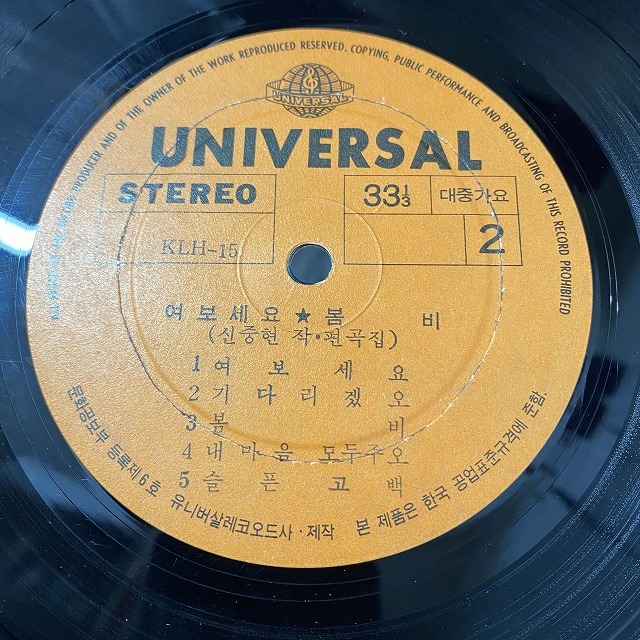 ALL RIGHTS OF THE RECORD PRODUCER AND OF THE OWNER OF THE WORK REPRODUCED RESERVED. COPYING, PUBLIC PERFORMANCE AND BROADCASTING OF THIS RECORD PROHIBITED
UNIVERSAL
UNIVERSAL
STEREO
33⅓ 대중가요
KLH-15
2
여보세요★봄 비
(신중현 작·편곡집)
1 여 보 세 요
2 기 다 리 겠 오
3 봄 비
4 내 마음 모두주오
5 슬 픈 고 백
문화공보부 등록제 6호 유니버살레코오드사·제작 본 제품은 한국 공업표준규격에 준함.